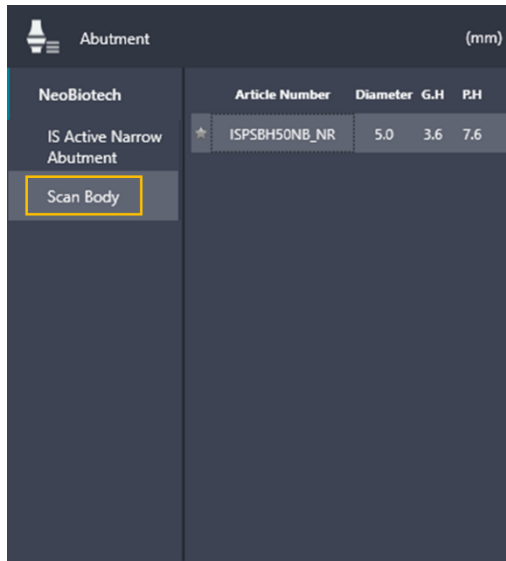 Abutment (mm)
NeoBiotech
IS Active Narrow
Abutment
Scan Body
Article Number Diameter G.H P.H
ISPSBH50NB_NR 5.0 3.6 7.6